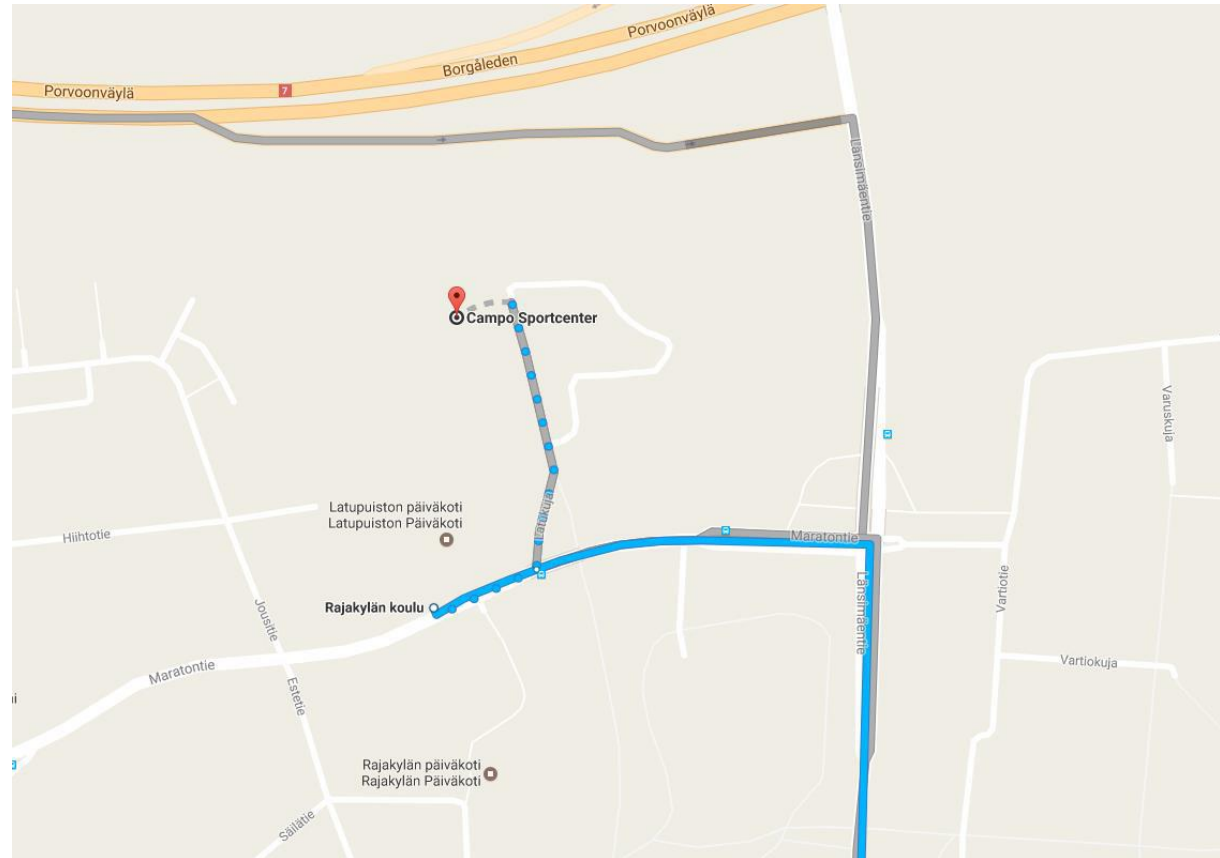 Porvoonväylä
Borgåleden
Porvoonväylä
7
Länsimäentie
Campo Sportcenter
Varuskuja
Latupuiston päiväkoti
Latupuiston Päiväkoti
Hiihtotie
Latukuja
Maratontie
Länsimäentie
Vartiotie
Jousitie
Rajakylän koulu
Maratontie
Estetie
Vartiokuja
i
Rajakylän päiväkoti
Rajakylän Päiväkoti
Säilätie